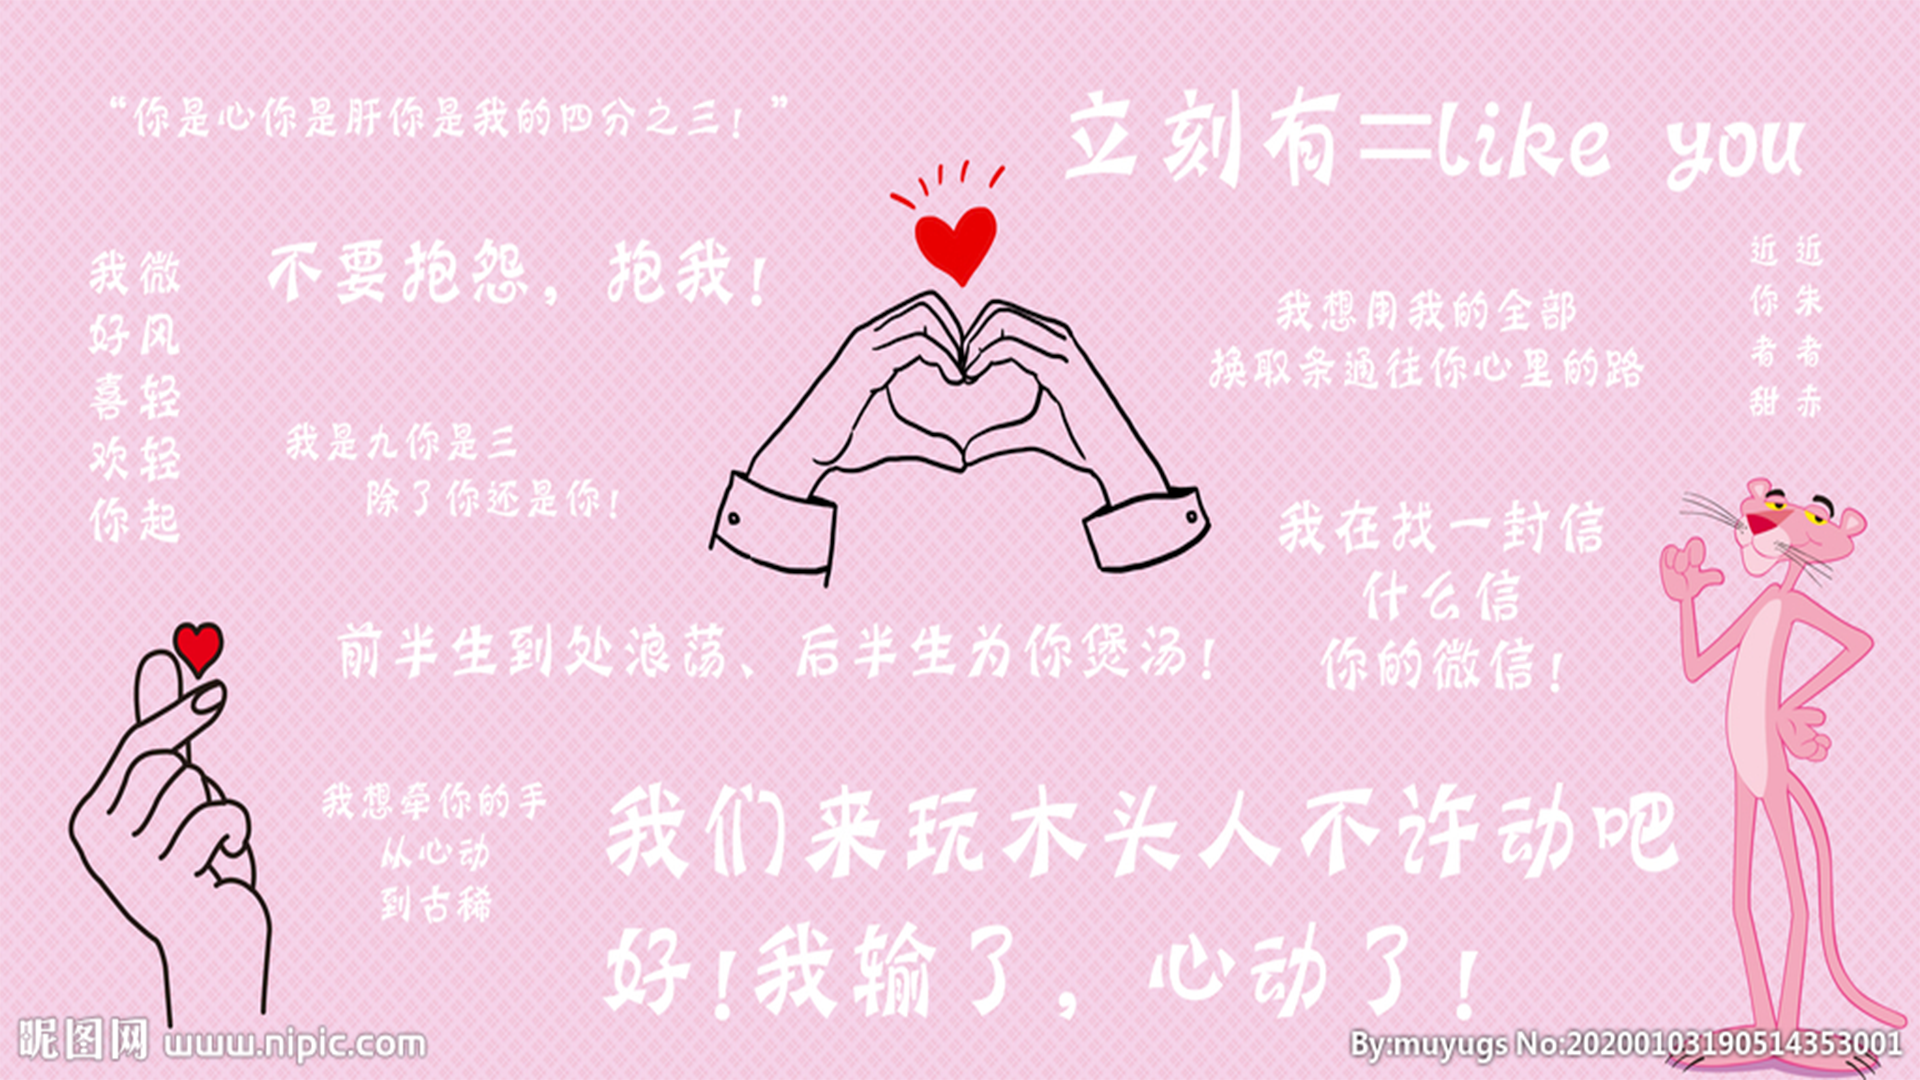 “你是心你是肝你是我的四分之三！”
立刻有=like you
微风轻轻起
我好喜欢你
不要抱怨，抱我！
我是九你是三
除了你还是你！
我想用我的全部
换取条通往你心里的路
近朱者赤
近你者甜
我在找一封信
什么信
你的微信！
前半生到处浪荡、后半生为你煲汤！
我想牵你的手
从心动
到古稀
我们来玩木头人不许动吧
好！我输了，心动了！
昵图网 www.nipic.com
By:muyugs No:20200103190514353001